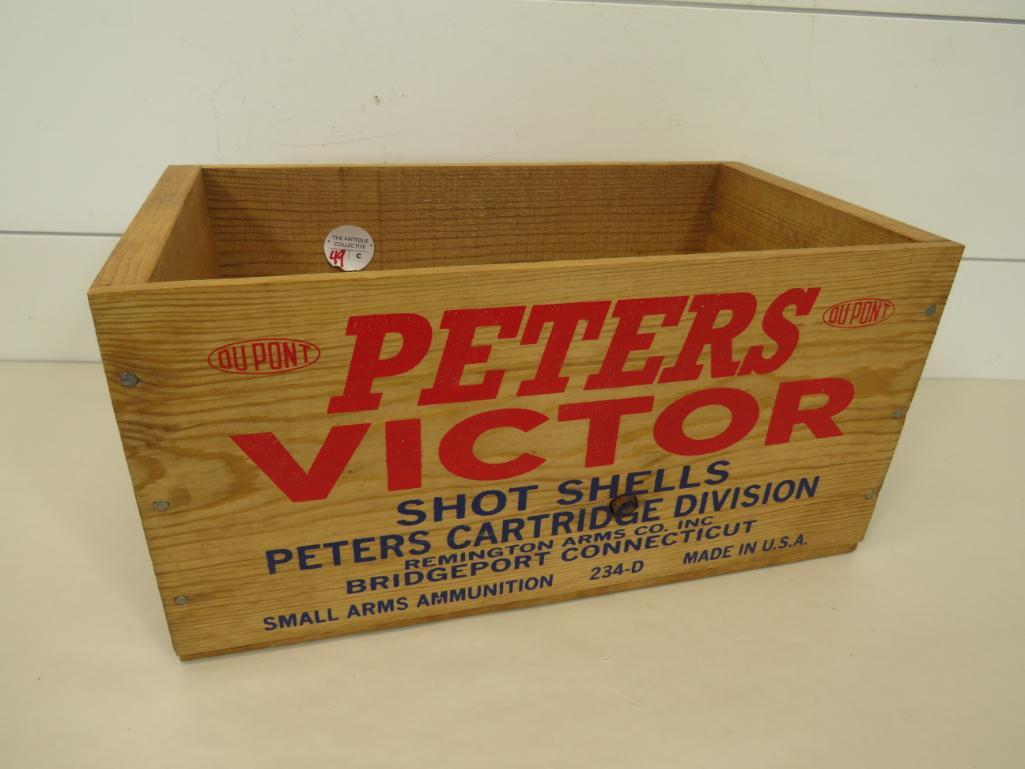 THE ANTIQUE
COLLECTIVE
49 C
DU PONT PETERS DU PONT
VICTOR
SHOT SHELLS
PETERS CARTRIDGE DIVISION
REMINGTON ARMS CO. INC
BRIDGEPORT CONNECTICUT
SMALL ARMS AMMUNITION 234-D MADE IN U.S.A.